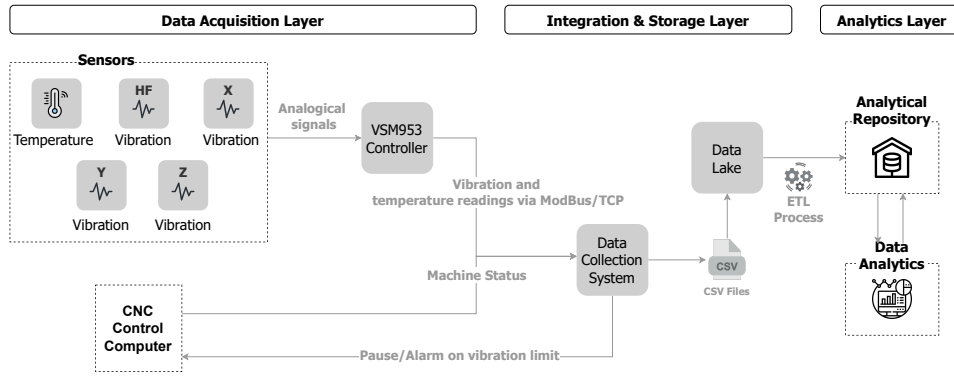 Data Acquisition Layer
Integration & Storage Layer
Analytics Layer
Sensors
HF
X
Temperature
Vibration
Vibration
Y
Z
Vibration
Vibration
Analogical
signals
VSM953
Controller
Vibration and
temperature readings via ModBus/TCP
Machine Status
CNC
Control
Computer
Pause/Alarm on vibration limit
Data
Collection
System
CSV
CSV Files
Data
Lake
ETL
Process
Analytical
Repository
Data
Analytics